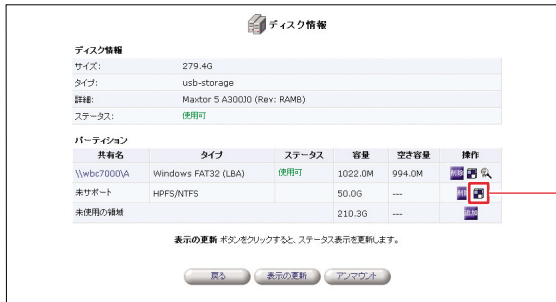 ディスク情報
ディスク情報
サイズ: 279.4G
タイプ: usb-storage
詳細: Maxtor 5 A300J0 (Rev: RAMB)
ステータス: 使用可
パーティション
共有名 タイプ ステータス 容量 空き容量 操作
\\wbc7000\A Windows FAT32 (LBA) 使用可 1022.0M 994.0M 削除
未サポート HPFS/NTFS 50.0G --- 削除
未使用の領域 210.3G --- 追加
表示の更新 ボタンをクリックすると、ステータス表示を更新します。
戻る 表示の更新 アンマウント